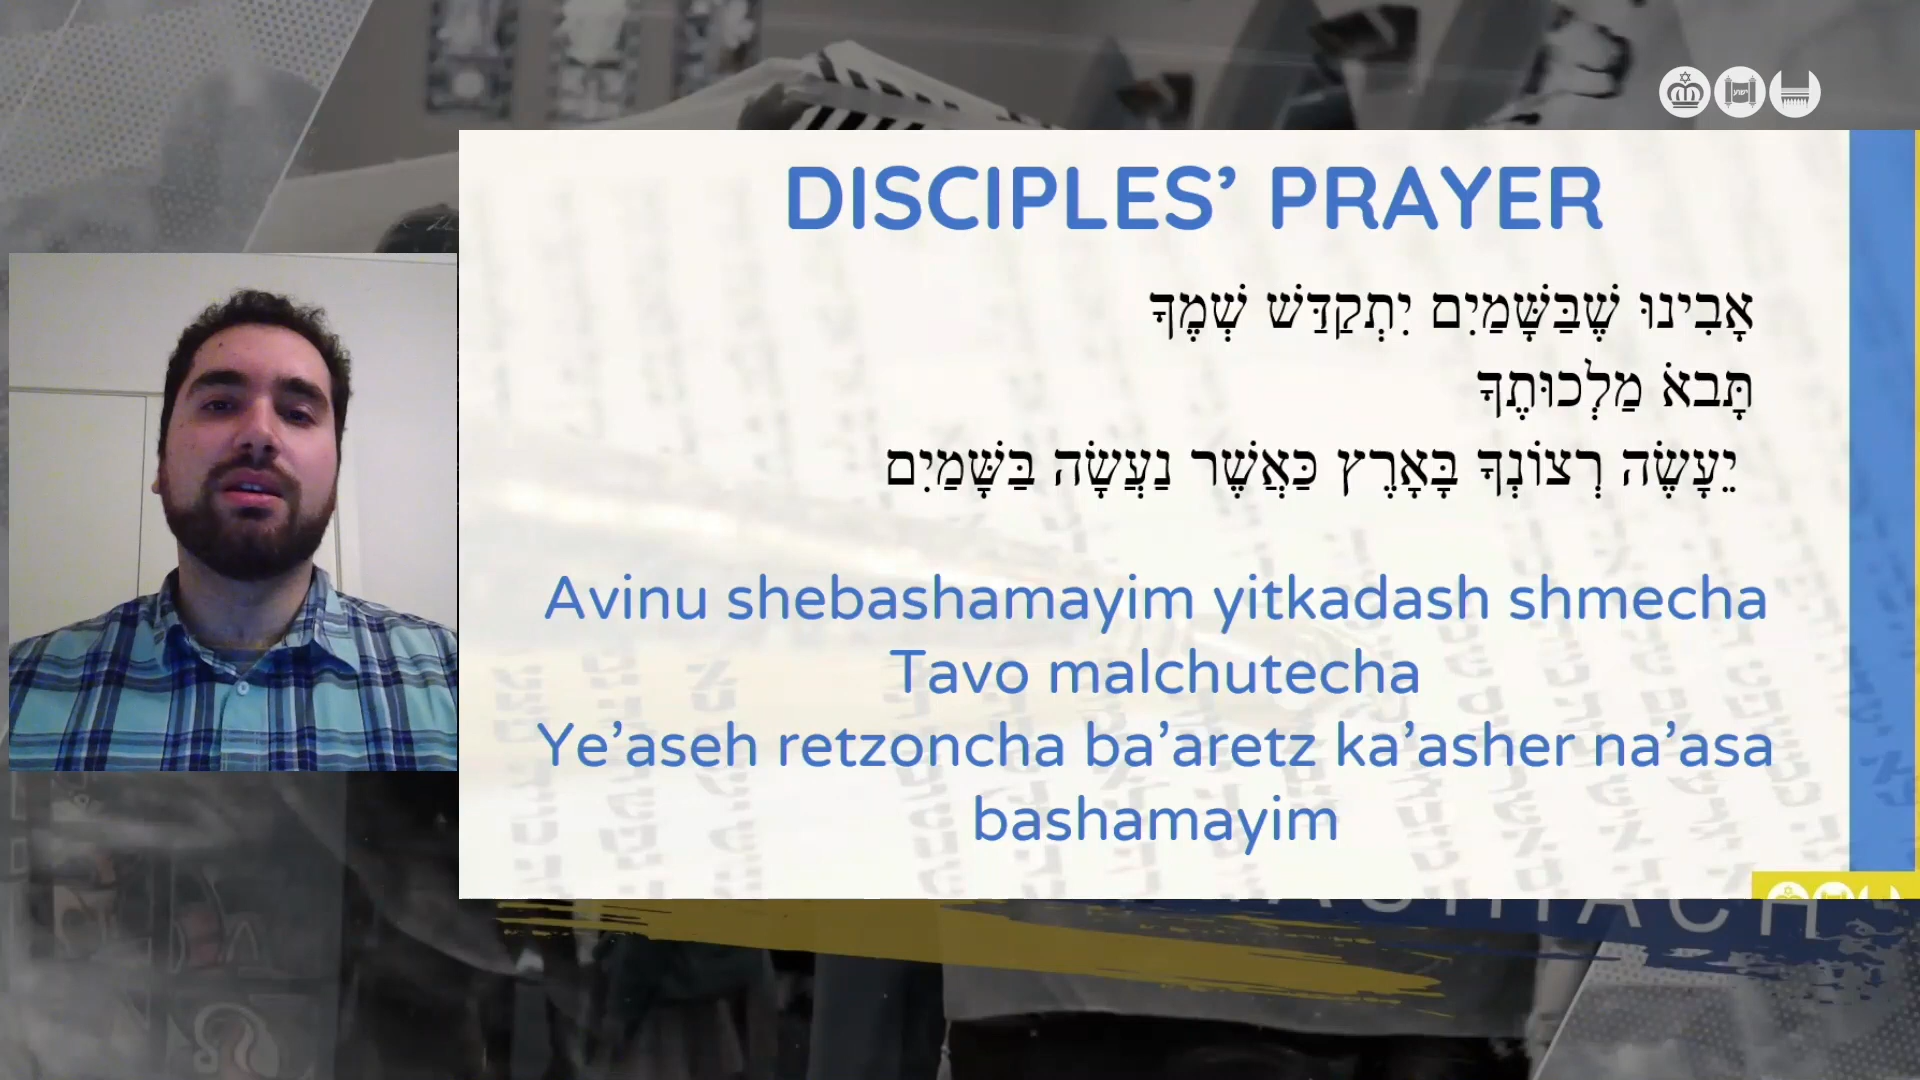 DISCIPLES’ PRAYER
אָבִינוּ שֶׁבַּשָּׁמַיִם יִתְקַדַּשׁ שְׁמֶךָ
תָּבֹא מַלְכוּתֶךָ
יֵעָשֶׂה רְצוֹנְךָ בָּאָרֶץ כַּאֲשֶׁר נַעֲשָׂה בַּשָּׁמַיִם
Avinu shebashamayim yitkadash shmecha
Tavo malchutecha
Ye’aseh retzoncha ba’aretz ka’asher na’asa
bashamayim